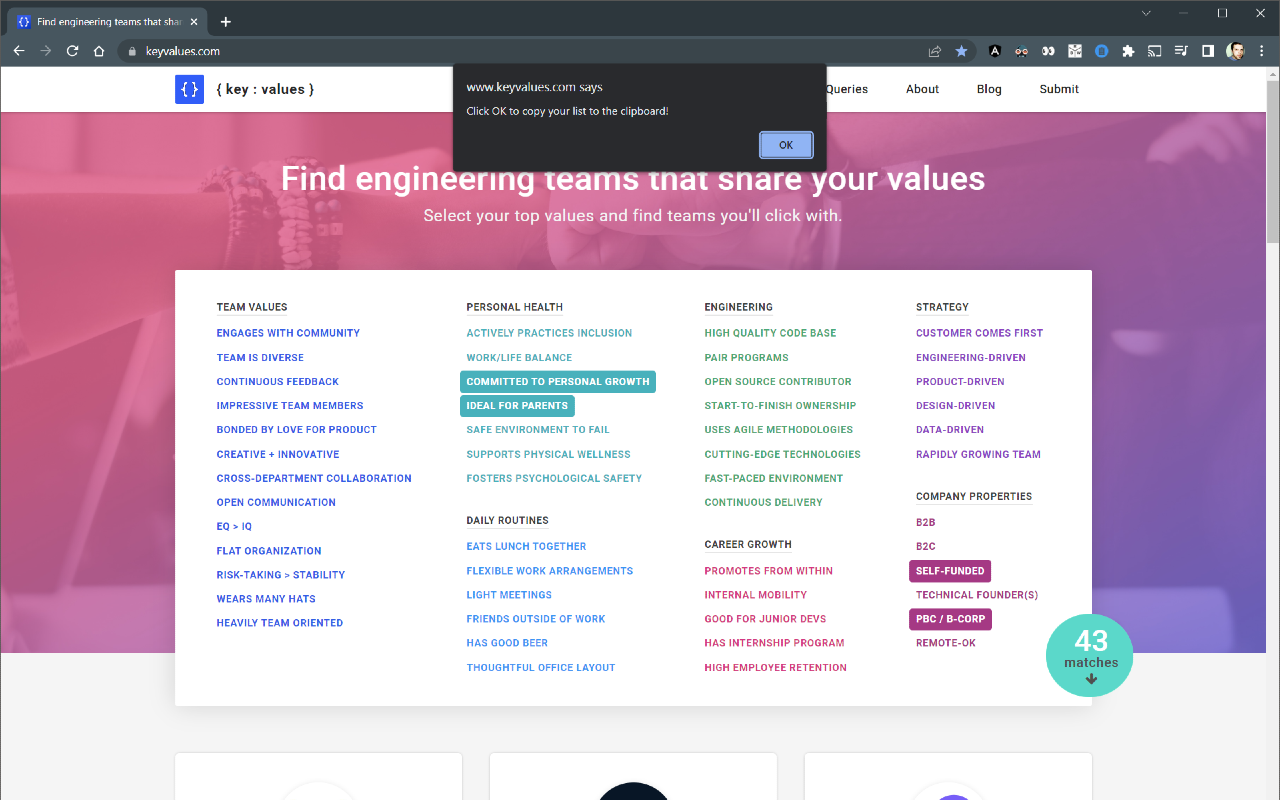 Find engineering teams that shar
keyvalues.com
{ key : values }
Queries
About
Blog
Submit
www.keyvalues.com says
Click OK to copy your list to the clipboard!
OK
Find engineering teams that share your values
Select your top values and find teams you'll click with.
TEAM VALUES
ENGAGES WITH COMMUNITY
TEAM IS DIVERSE
CONTINUOUS FEEDBACK
IMPRESSIVE TEAM MEMBERS
BONDED BY LOVE FOR PRODUCT
CREATIVE + INNOVATIVE
CROSS-DEPARTMENT COLLABORATION
OPEN COMMUNICATION
EQ > IQ
FLAT ORGANIZATION
RISK-TAKING > STABILITY
WEARS MANY HATS
HEAVILY TEAM ORIENTED
PERSONAL HEALTH
ACTIVELY PRACTICES INCLUSION
WORK/LIFE BALANCE
COMMITTED TO PERSONAL GROWTH
IDEAL FOR PARENTS
SAFE ENVIRONMENT TO FAIL
SUPPORTS PHYSICAL WELLNESS
FOSTERS PSYCHOLOGICAL SAFETY
DAILY ROUTINES
EATS LUNCH TOGETHER
FLEXIBLE WORK ARRANGEMENTS
LIGHT MEETINGS
FRIENDS OUTSIDE OF WORK
HAS GOOD BEER
THOUGHTFUL OFFICE LAYOUT
ENGINEERING
HIGH QUALITY CODE BASE
PAIR PROGRAMS
OPEN SOURCE CONTRIBUTOR
START-TO-FINISH OWNERSHIP
USES AGILE METHODOLOGIES
CUTTING-EDGE TECHNOLOGIES
FAST-PACED ENVIRONMENT
CONTINUOUS DELIVERY
CAREER GROWTH
PROMOTES FROM WITHIN
INTERNAL MOBILITY
GOOD FOR JUNIOR DEVS
HAS INTERNSHIP PROGRAM
HIGH EMPLOYEE RETENTION
STRATEGY
CUSTOMER COMES FIRST
ENGINEERING-DRIVEN
PRODUCT-DRIVEN
DESIGN-DRIVEN
DATA-DRIVEN
RAPIDLY GROWING TEAM
COMPANY PROPERTIES
B2B
B2C
SELF-FUNDED
TECHNICAL FOUNDER(S)
PBC / B-CORP
REMOTE-OK
43
matches